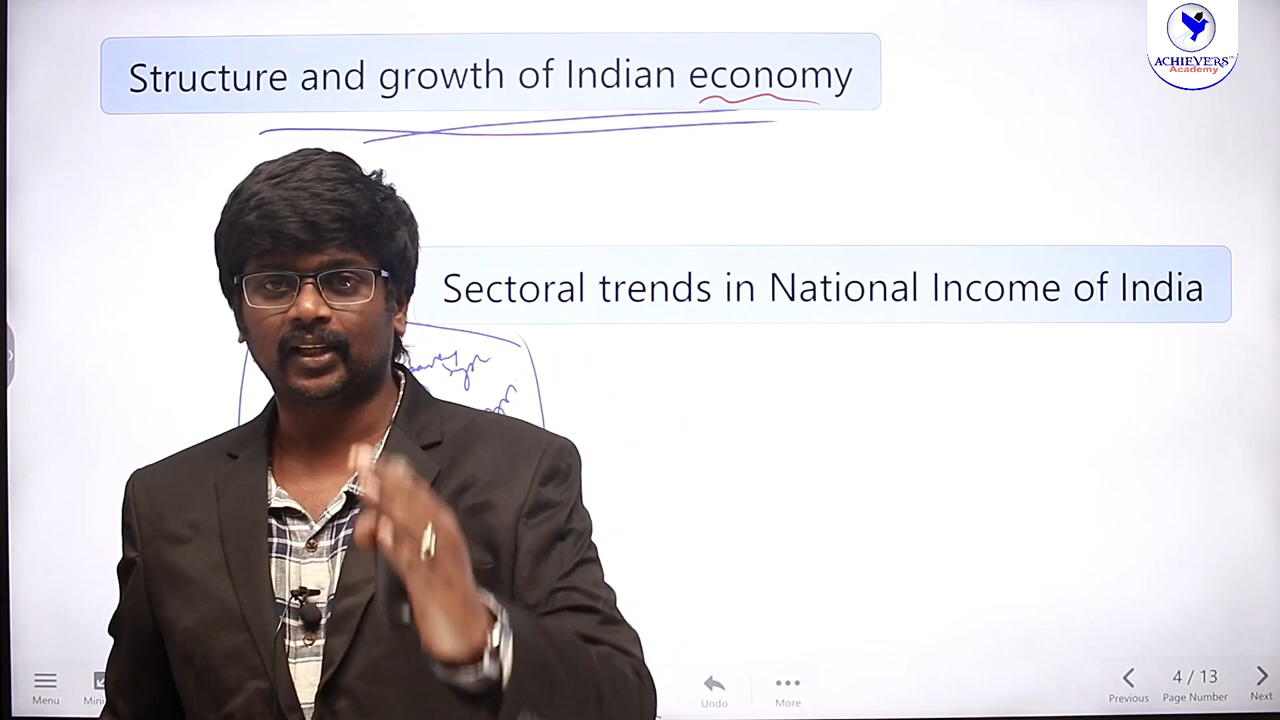 Structure and growth of Indian economy
ACHIEVERS
Academy
Sectoral trends in National Income of India
Menu
Mini
Undo
More
Previous
4 / 13
Page Number
Next